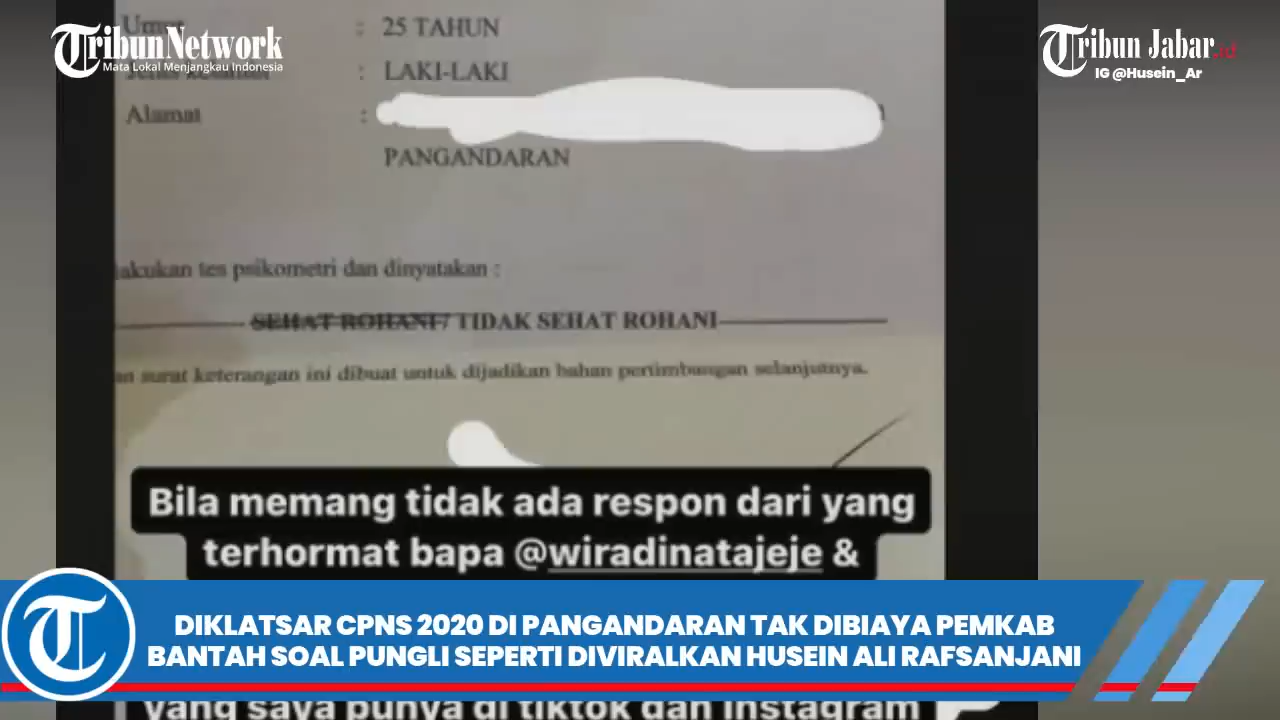 Umur : 25 TAHUN
TribunNetwork
Mata Lokal Menjangkau Indonesia
Tribun Jabar.id
IG @Husein_Ar
: LAKI-LAKI
Alamat :
PANGANDARAN
akukan tes psikometri dan dinyatakan :
SEHAT ROHANI / TIDAK SEHAT ROHANI
an surat keterangan ini dibuat untuk dijadikan bahan pertimbangan selanjutnya.
Bila memang tidak ada respon dari yang
terhormat bapa @wiradinatajeje &
DIKLATSAR CPNS 2020 DI PANGANDARAN TAK DIBIAYA PEMKAB
BANTAH SOAL PUNGLI SEPERTI DIVIRALKAN HUSEIN ALI RAFSANJANI
yang saya punya di tiktok dan instagram